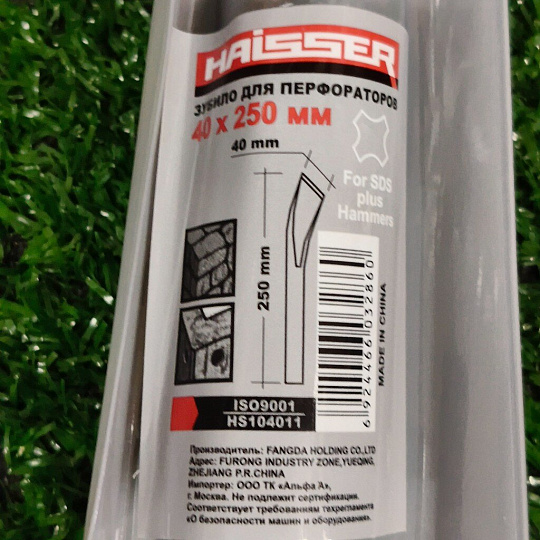 HAISSER
ЗУБИЛО ДЛЯ ПЕРФОРАТОРОВ
40 x 250 мм
40 mm
For SDS
plus
Hammers
250 mm
6924466032860
MADE IN CHINA
ISO9001
HS104011
Производитель: FANGDA HOLDING CO.,LTD
Адрес: FURONG INDUSTRY ZONE,YUEQING,
ZHEJIANG P.R.CHINA
Импортер: ООО ТК «Альфа'А»,
г. Москва. Не подлежит сертификации.
Соответствует требованиям техрегламента
«О безопасности машин и оборудования».